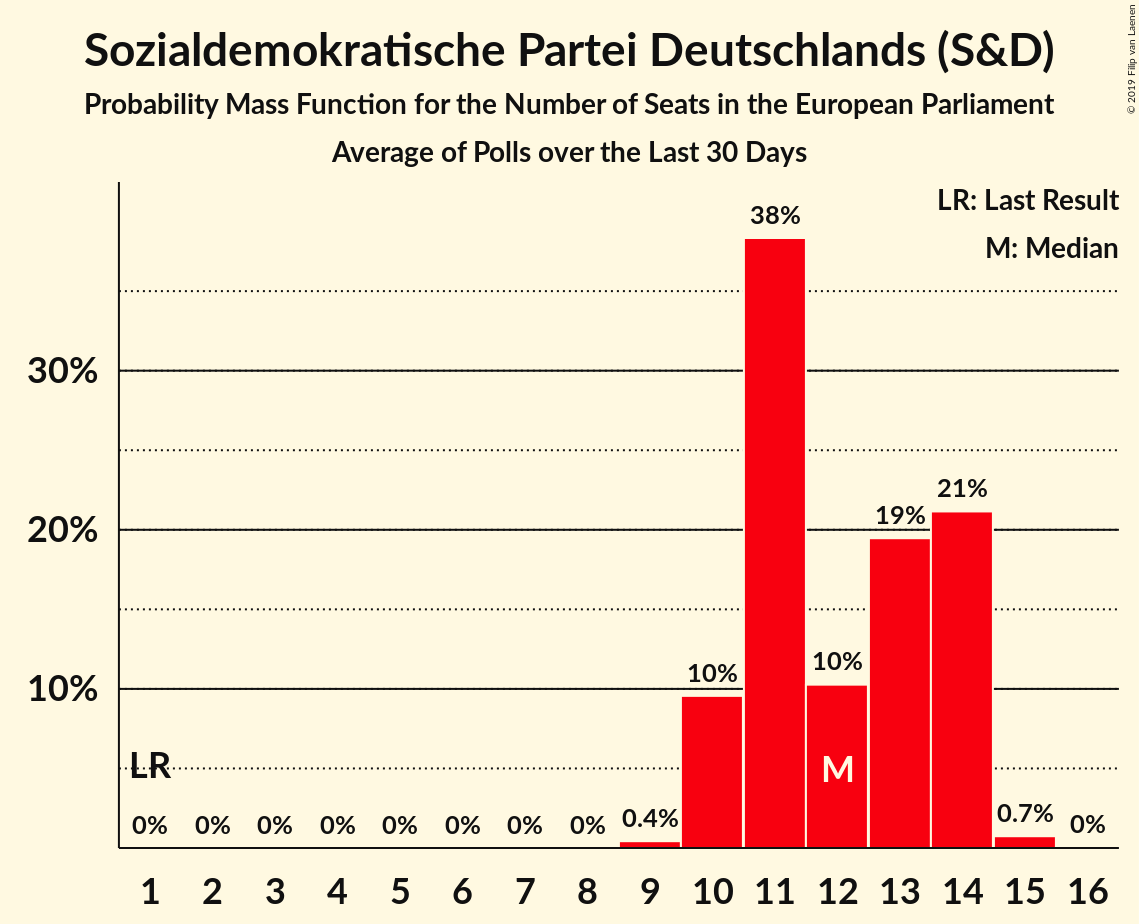 Sozialdemokratische Partei Deutschlands (S&D)
Probability Mass Function for the Number of Seats in the European Parliament
Average of Polls over the Last 30 Days
© 2019 Filip van Laenen
LR: Last Result
M: Median
38%
30%
21%
19%
20%
10%
10%
10%
LR
M
0% 0% 0% 0% 0% 0% 0% 0% 0.4% 0.7% 0%
1 2 3 4 5 6 7 8 9 10 11 12 13 14 15 16